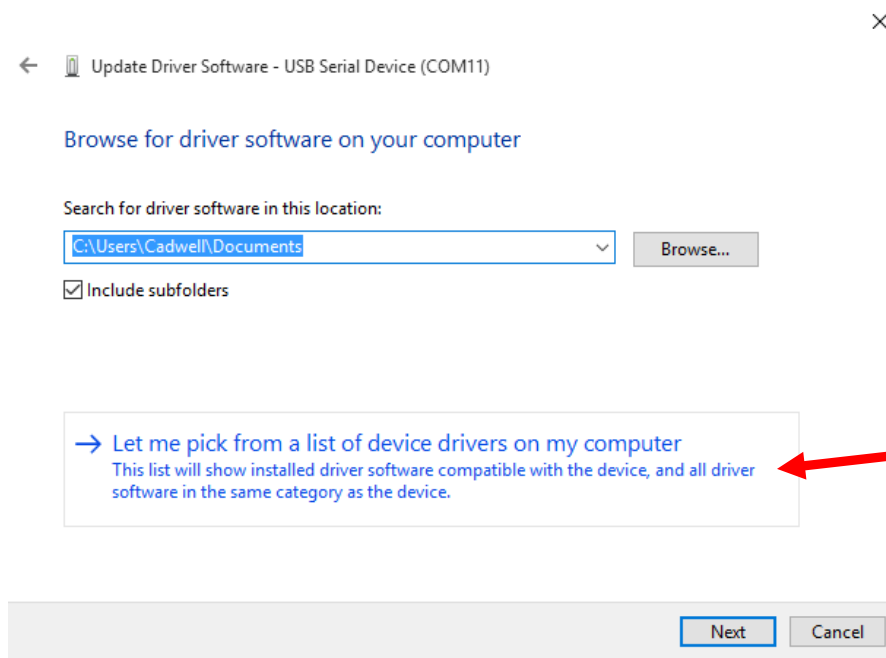 Update Driver Software - USB Serial Device (COM11)
Browse for driver software on your computer
Search for driver software in this location:
C:\Users\Cadwell\Documents
Browse...
Include subfolders
Let me pick from a list of device drivers on my computer
This list will show installed driver software compatible with the device, and all driver
software in the same category as the device.
Next
Cancel